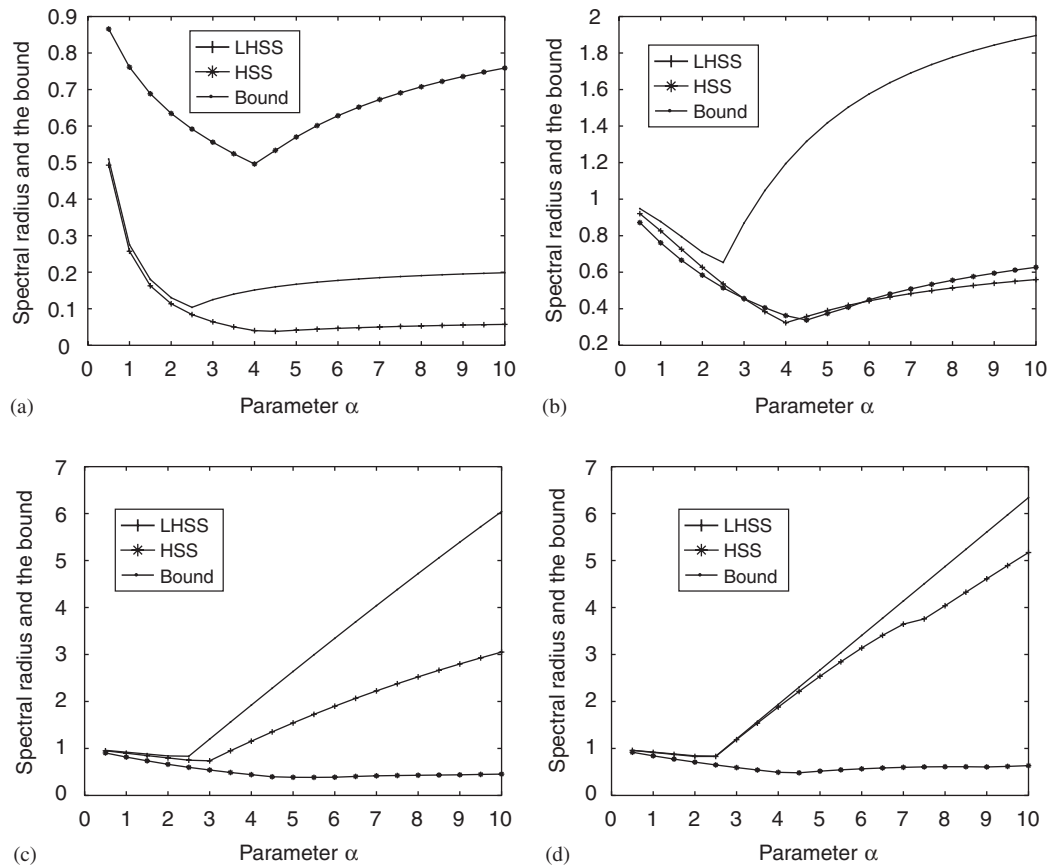 0.9
0.8
0.7
0.6
0.5
0.4
0.3
0.2
0.1
0
Spectral radius and the bound
LHSS
HSS
Bound
0 1 2 3 4 5 6 7 8 9 10
(a)
Parameter α
2
1.8
1.6
1.4
1.2
1
0.8
0.6
0.4
0.2
Spectral radius and the bound
LHSS
HSS
Bound
0 1 2 3 4 5 6 7 8 9 10
(b)
Parameter α
7
6
5
4
3
2
1
0
Spectral radius and the bound
LHSS
HSS
Bound
0 1 2 3 4 5 6 7 8 9 10
(c)
Parameter α
7
6
5
4
3
2
1
0
Spectral radius and the bound
LHSS
HSS
Bound
0 1 2 3 4 5 6 7 8 9 10
(d)
Parameter α